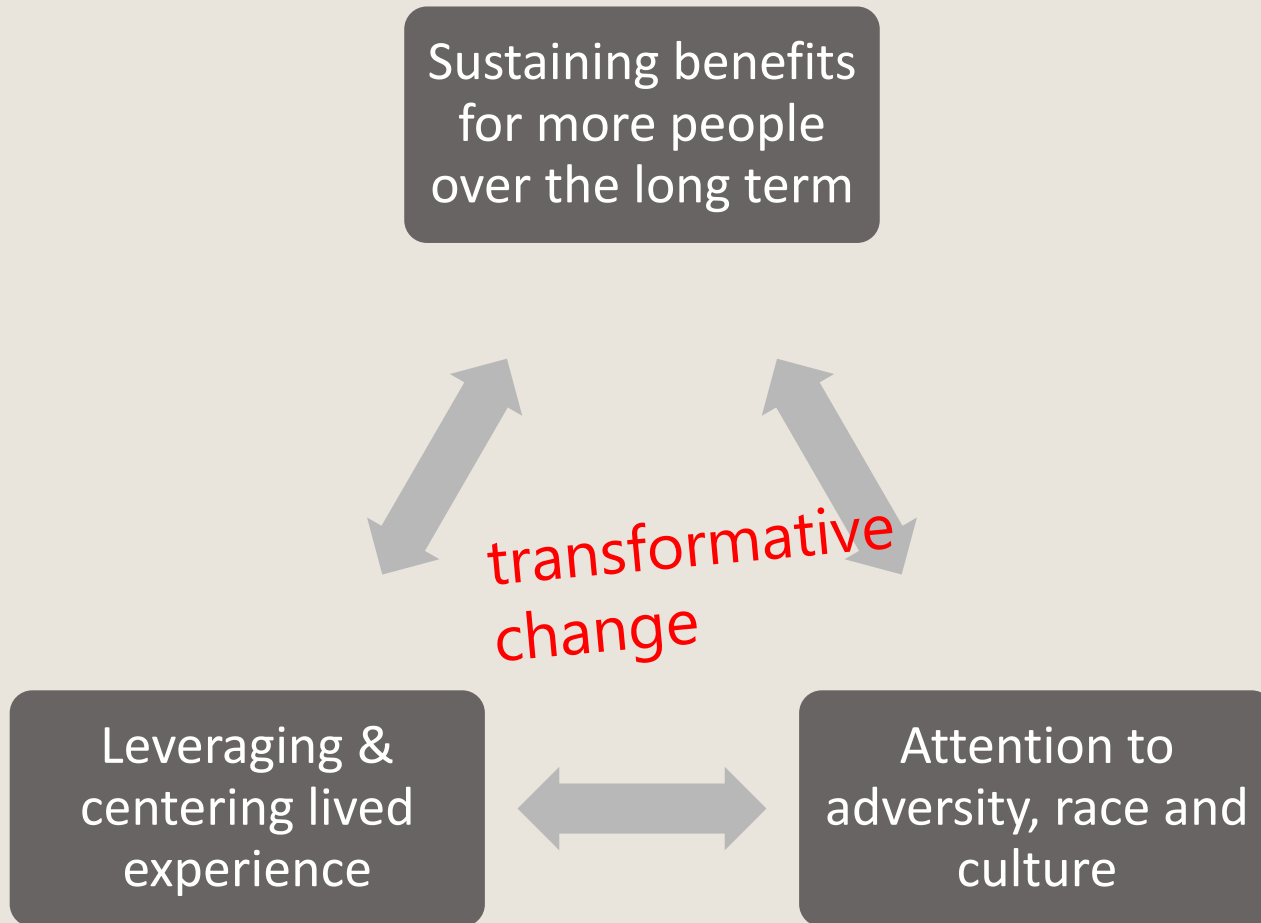 Sustaining benefits
for more people
over the long term
transformative
change
Leveraging &
centering lived
experience
Attention to
adversity, race and
culture